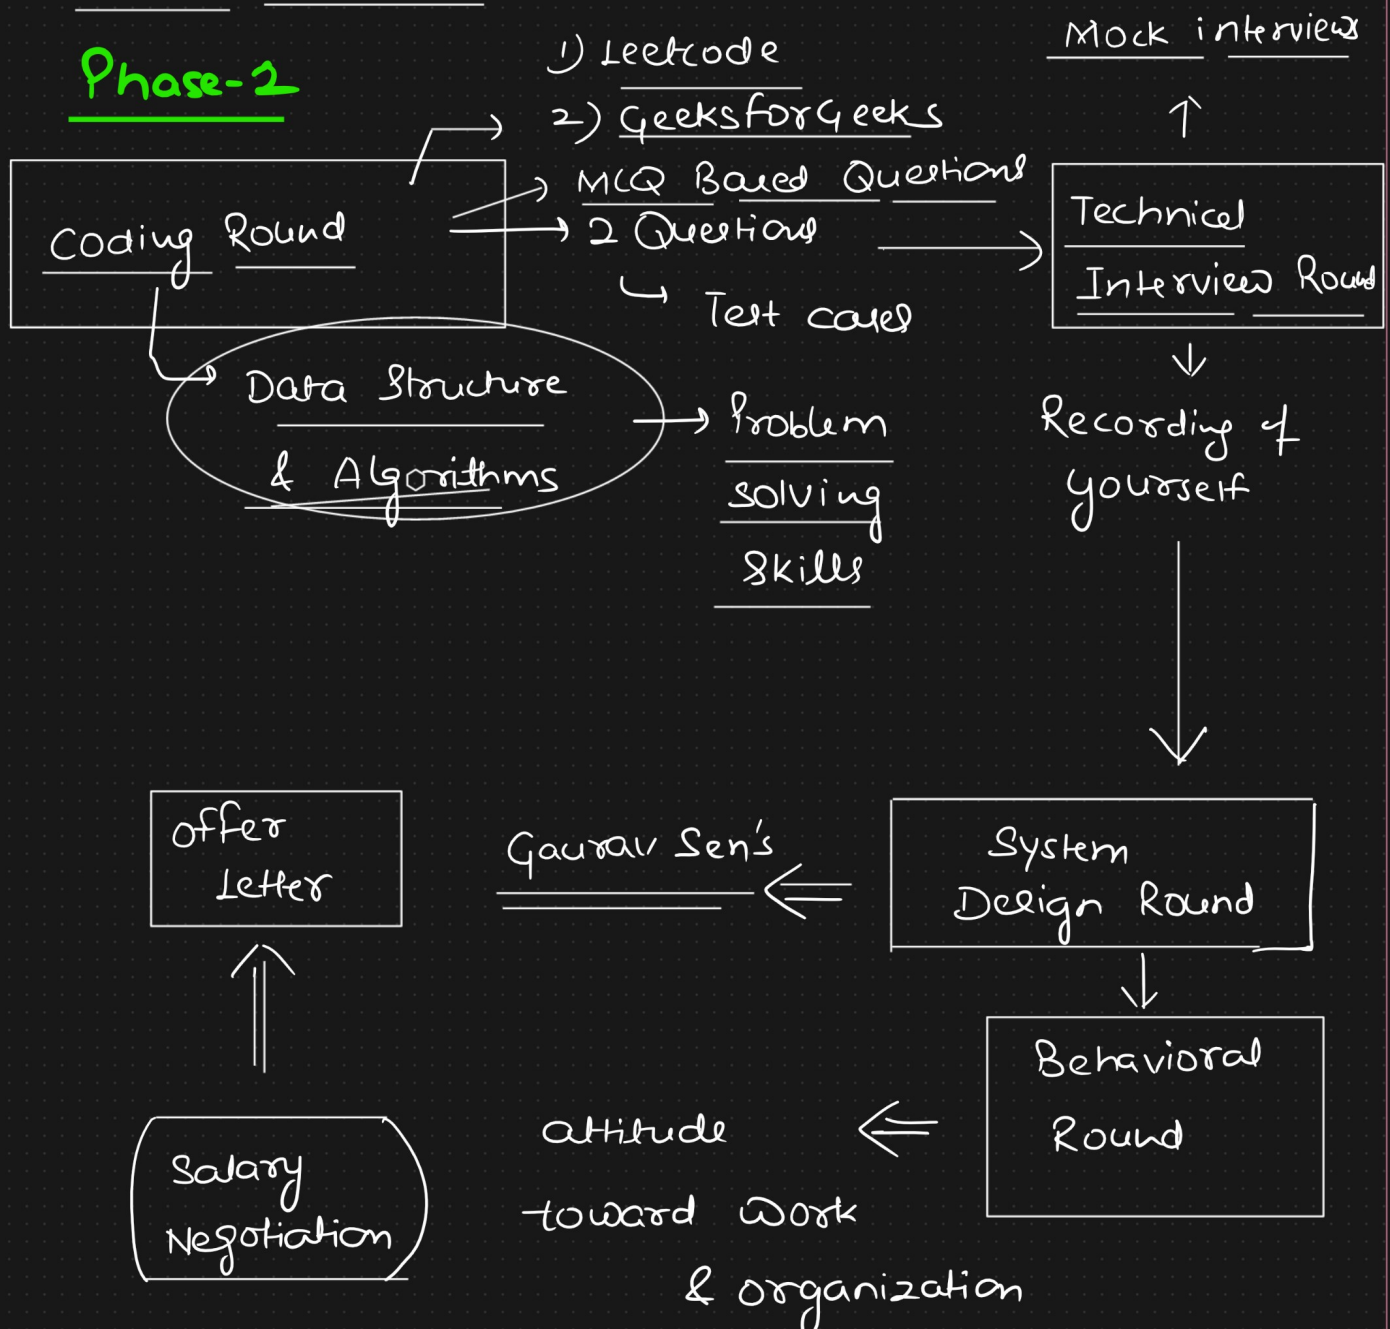 Phase-2
1) Leetcode
2) GeeksforGeeks
Mock interviews
Coding Round
MCQ Based Questions
2 Questions
Test cases
Technical
Interview Round
Data Structure
& Algorithms
Problem
solving
Skills
Recording of
yourself
System
Design Round
Gaurav Sen's
Behavioral
Round
attitude
toward work
& organization
Salary
Negotiation
Offer
Letter